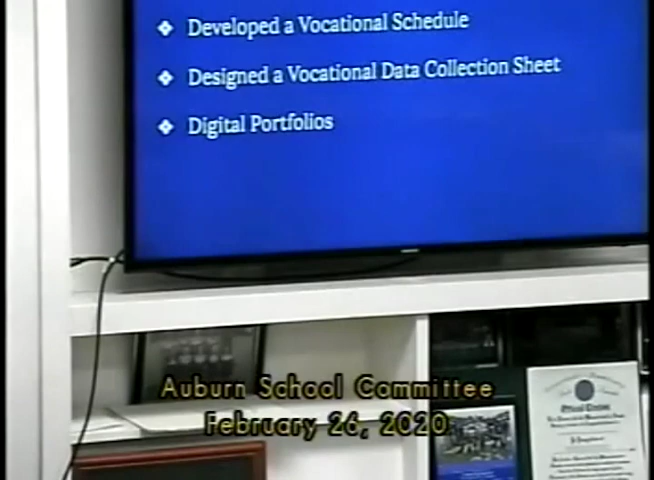 ❖ Developed a Vocational Schedule
❖ Designed a Vocational Data Collection Sheet
❖ Digital Portfolios
Auburn School Committee
February 26, 2020